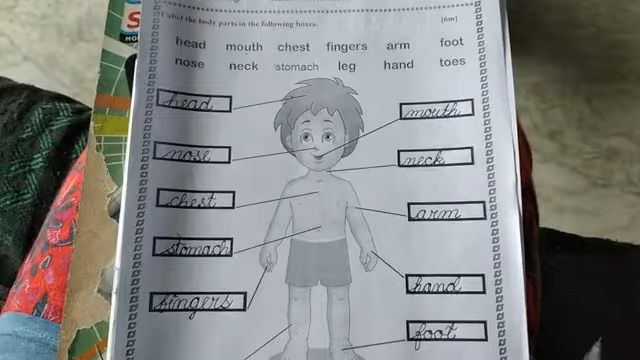 Label the body parts in the following boxes. [6m]
head mouth chest fingers arm foot
nose neck stomach leg hand toes
head
mouth
nose
neck
chest
arm
stomach
hand
fingers
foot